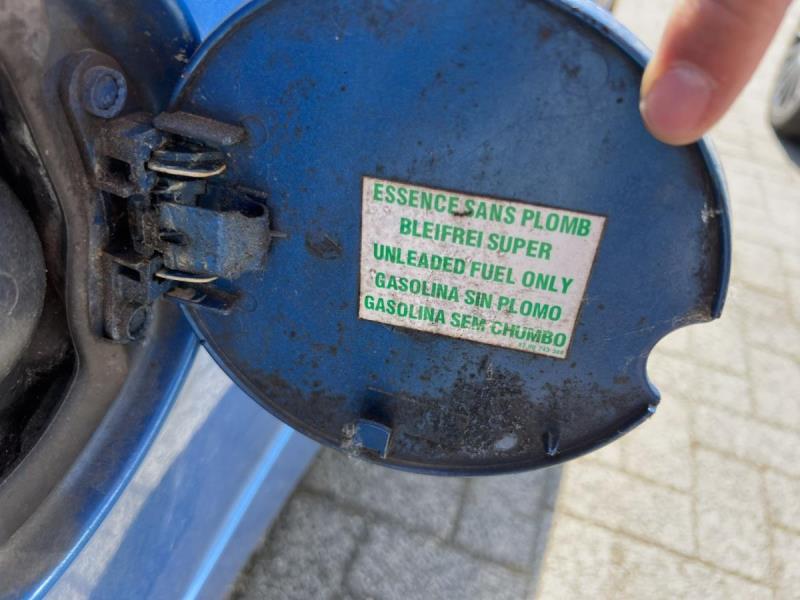 ESSENCE SANS PLOMB
BLEIFREI SUPER
UNLEADED FUEL ONLY
GASOLINA SIN PLOMO
GASOLINA SEM CHUMBO